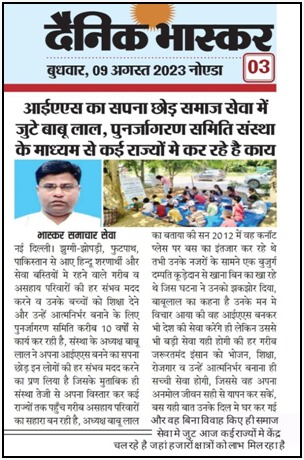 दैनिक भास्कर
बुधवार, 09 अगस्त 2023 नोएडा
03
आईएएस का सपना छोड़ समाज सेवा में
जुटे बाबू लाल, पुनर्जागरण समिति संस्था
के माध्यम से कई राज्यों मे कर रहे है काय
भास्कर समाचार सेवा
नई दिल्ली। झुग्गी-झोपड़ी, फुटपाथ,
पाकिस्तान से आए हिन्दू शरणार्थी और
सेवा बस्तियों मे रहने वाले गरीब व
असहाय परिवारों की हर संभव मदद
करने व उनके बच्चों को शिक्षा देने
और उन्हें आत्मनिर्भर बनाने के लिए
पुनर्जागरण समिति करीब 10 वर्षो से
कार्य कर रही है, संस्था के अध्यक्ष बाबू
लाल ने अपना आईएएस बनने का सपना
छोड़ इन लोगों की हर संभव मदद करने
का प्रण लिया है जिसके मुताबिक ही
संस्था तेजी से अपना विस्तार कर कई
राज्यों तक पहुँच गरीब असहाय परिवारों
का सहारा बन रही है, अध्यक्ष बाबू लाल
का बताया की सन 2012 में वह कनॉट
प्लेस पर बस का इंतजार कर रहे थे
तभी उनके नजरों के सामने एक बुजुर्ग
दम्पति कूड़ेदान से खाना बिन का खा रहे
थे जिस घटना ने उनको झकझोर दिया,
बाबूलाल का कहना है उनके मन मे
विचार आया की वह आईएएस बनकर
भी देश की सेवा करेंगे ही लेकिन उससे
भी बड़ी सेवा यही होगी की हर गरीब
जरूरतमंद इंसान को भोजन, शिक्षा,
रोजगार व उन्हें आत्मनिर्भर बनाना ही
सच्ची सेवा होगी, जिससे वह अपना
अनमोल जीवन सही से यापन कर सकें,
बस यही बात उनके दिल मे घर कर गई
और वह बिना विवाह किए ही समाज
सेवा मे जुट आज कई राज्यों मे केंद्र
चल रहे है जहां हजारों क्षात्रों को लाभ मिल रहा है